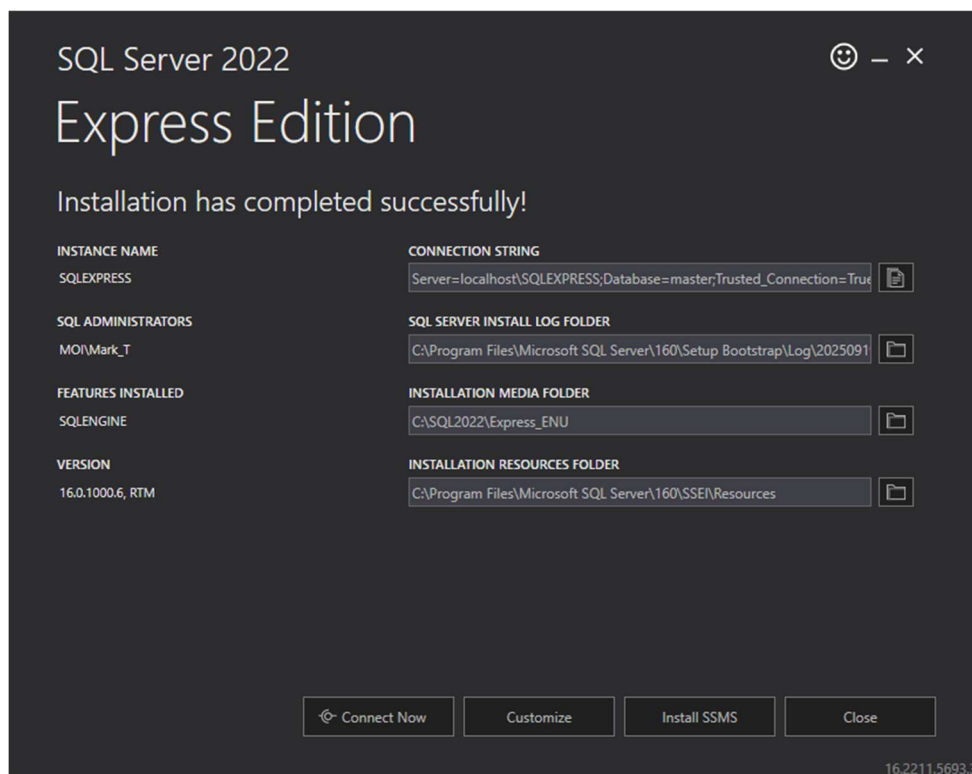 SQL Server 2022
Express Edition
Installation has completed successfully!
INSTANCE NAME
SQLEXPRESS
CONNECTION STRING
Server=localhost\SQLEXPRESS;Database=master;Trusted_Connection=True
SQL ADMINISTRATORS
MOI\Mark_T
SQL SERVER INSTALL LOG FOLDER
C:\Program Files\Microsoft SQL Server\160\Setup Bootstrap\Log\2025091
FEATURES INSTALLED
SQLENGINE
INSTALLATION MEDIA FOLDER
C:\SQL2022\Express_ENU
VERSION
16.0.1000.6, RTM
INSTALLATION RESOURCES FOLDER
C:\Program Files\Microsoft SQL Server\160\SSEI\Resources
Connect Now
Customize
Install SSMS
Close
16.2211.5693.